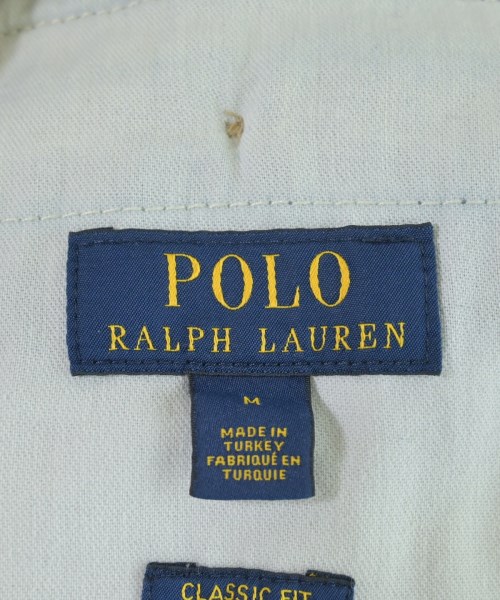 POLO
RALPH LAUREN
M
MADE IN
TURKEY
FABRIQUÉ EN
TURQUIE
CLASSIC FIT